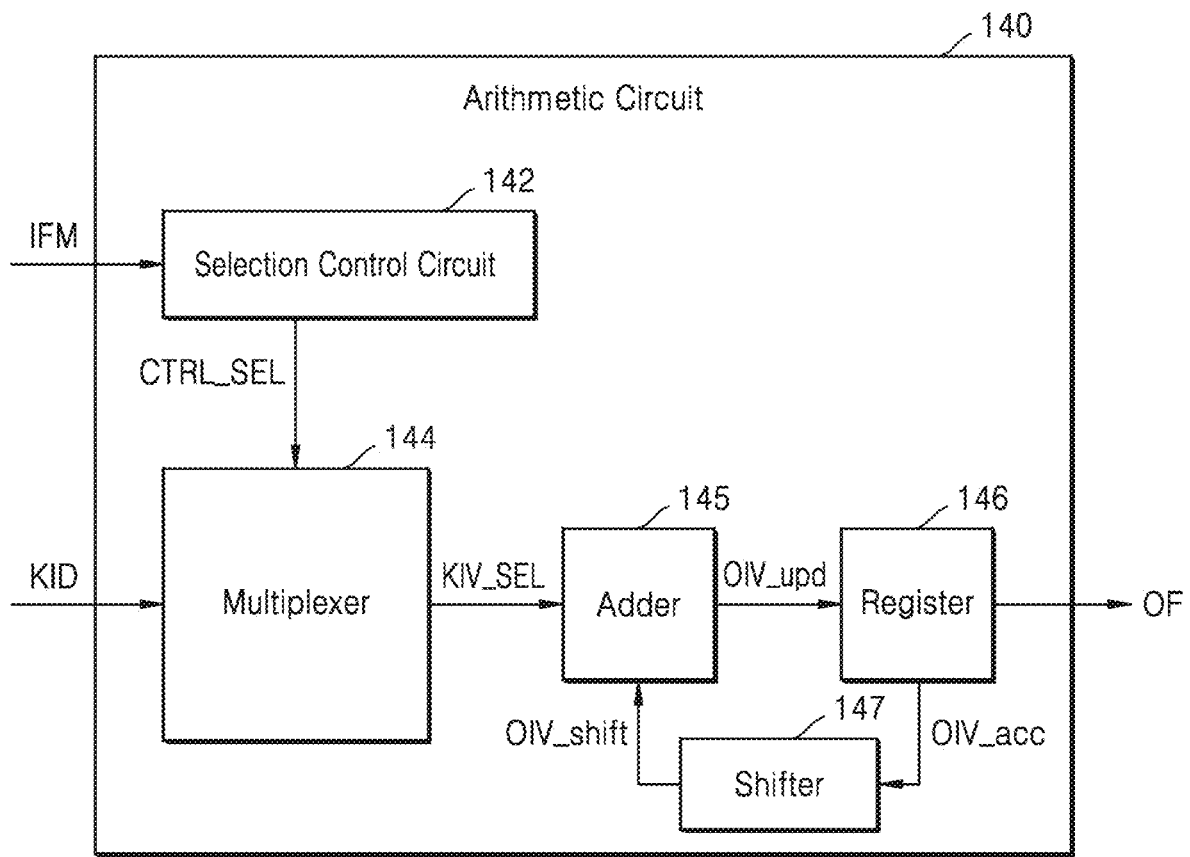 140
Arithmetic Circuit
142
IFM
Selection Control Circuit
CTRL_SEL
144
145
146
KID
Multiplexer
KIV_SEL
Adder
OIV_upd
Register
OF
OIV_shift
147
OIV_acc
Shifter